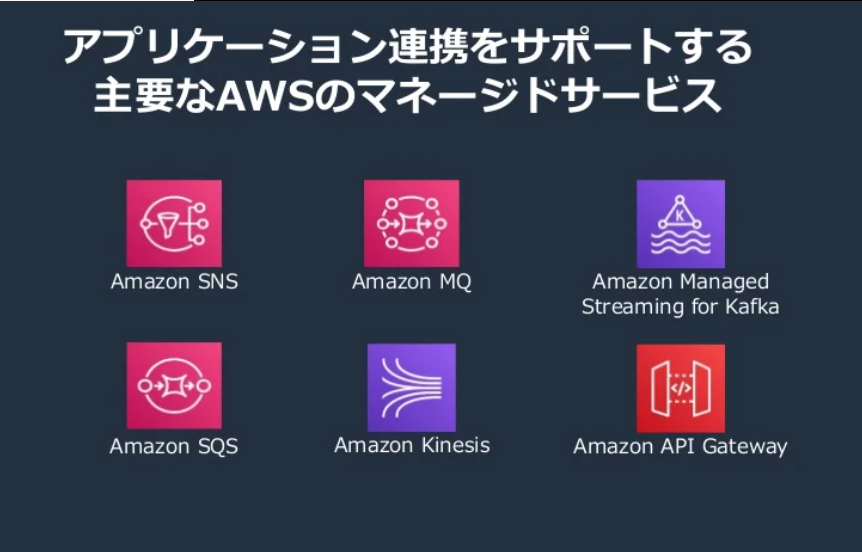 アプリケーション連携をサポートする
主要なAWSのマネージドサービス
Amazon SNS
Amazon MQ
K
Amazon Managed
Streaming for Kafka
Amazon SQS
Amazon Kinesis
</>
Amazon API Gateway